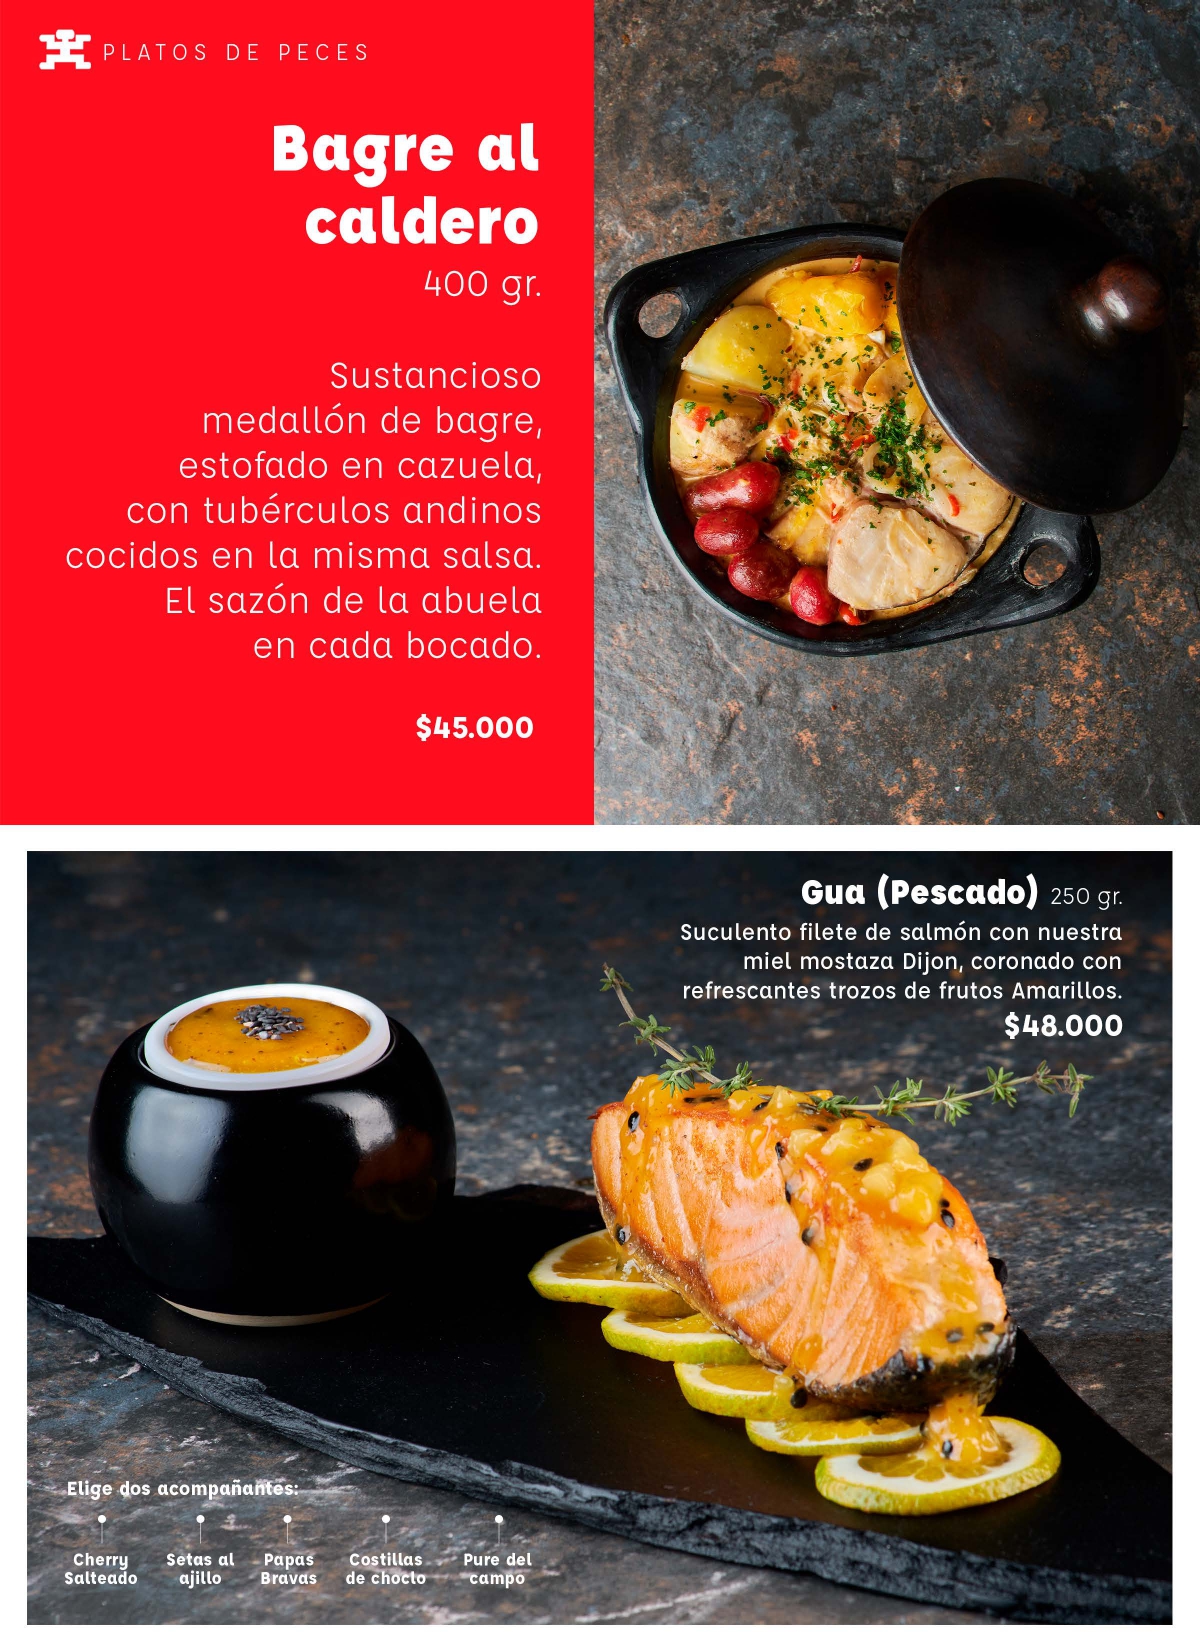 PLATOS DE PECES
Bagre al
caldero
400 gr.
Sustancioso
medallón de bagre,
estofado en cazuela,
con tubérculos andinos
cocidos en la misma salsa.
El sazón de la abuela
en cada bocado.
$45.000
Gua (Pescado) 250 gr.
Suculento filete de salmón con nuestra
miel mostaza Dijon, coronado con
refrescantes trozos de frutos Amarillos.
$48.000
Elige dos acompañantes:
Cherry
Salteado
Setas al
ajillo
Papas
Bravas
Costillas
de choclo
Pure del
campo